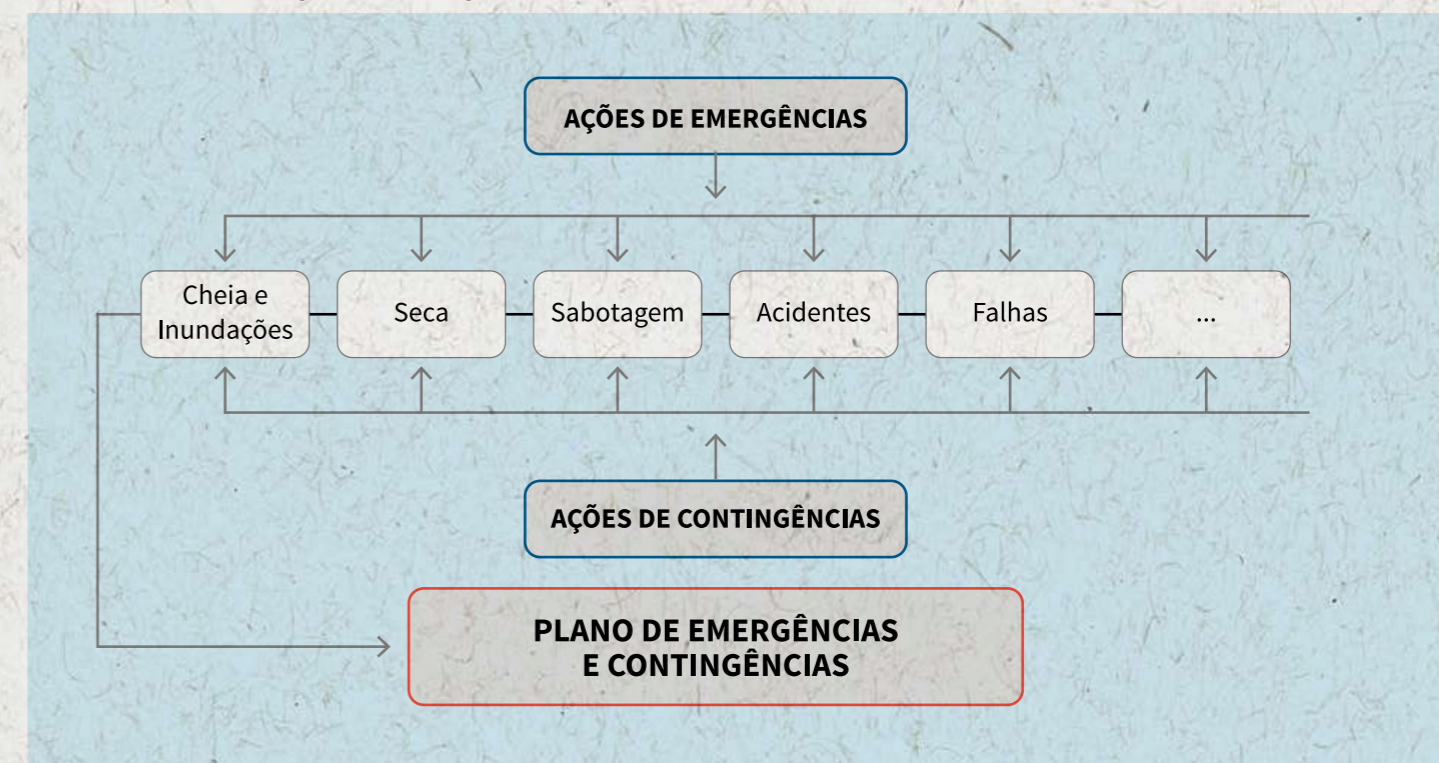 AÇÕES DE EMERGÊNCIAS
Cheia e
Inundações
Seca
Sabotagem
Acidentes
Falhas
...
AÇÕES DE CONTINGÊNCIAS
PLANO DE EMERGÊNCIAS
E CONTINGÊNCIAS